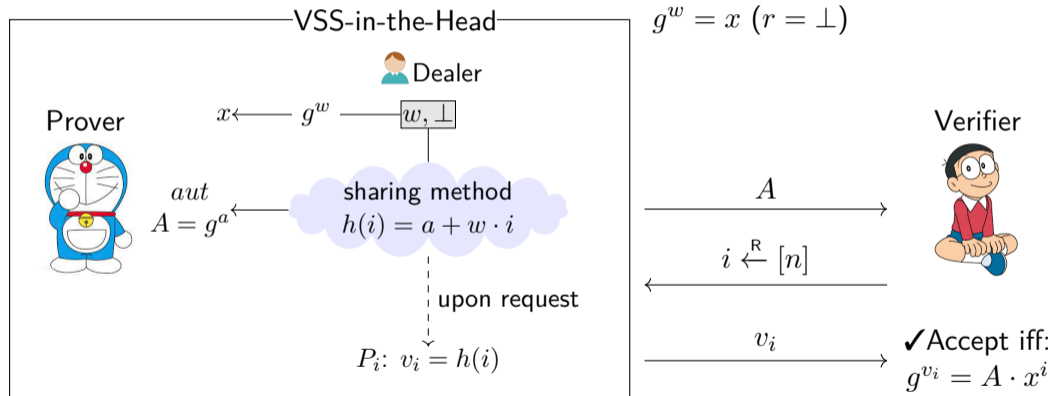 VSS-in-the-Head
g^w = x (r = ⊥)
Dealer
Prover
x ← g^w — w, ⊥
Verifier
sharing method
h(i) = a + w · i
aut
A = g^a
A
i ←R [n]
upon request
P_i: v_i = h(i)
v_i
✓Accept iff:
g^{v_i} = A · x^i